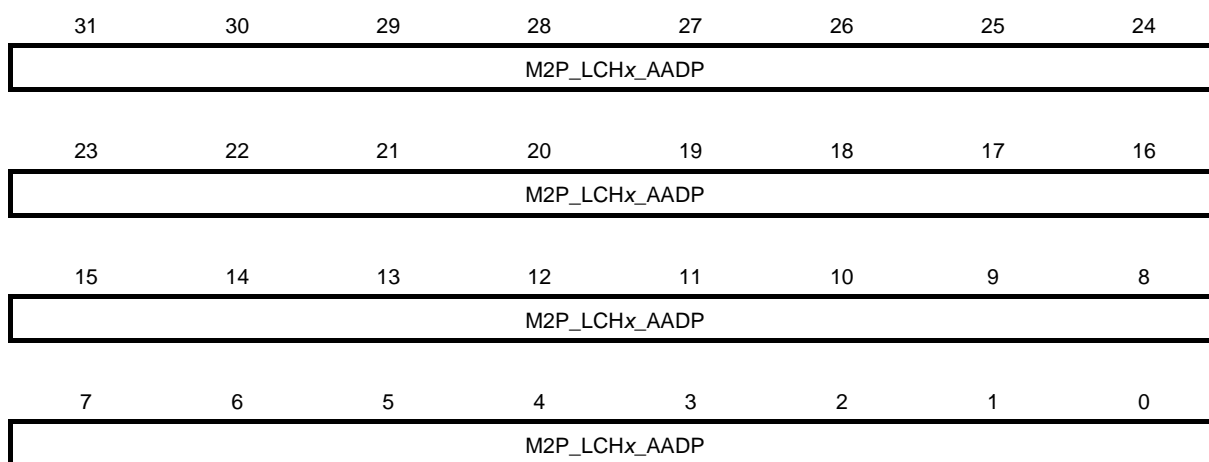 31 30 29 28 27 26 25 24
M2P_LCHx_AADP
23 22 21 20 19 18 17 16
M2P_LCHx_AADP
15 14 13 12 11 10 9 8
M2P_LCHx_AADP
7 6 5 4 3 2 1 0
M2P_LCHx_AADP